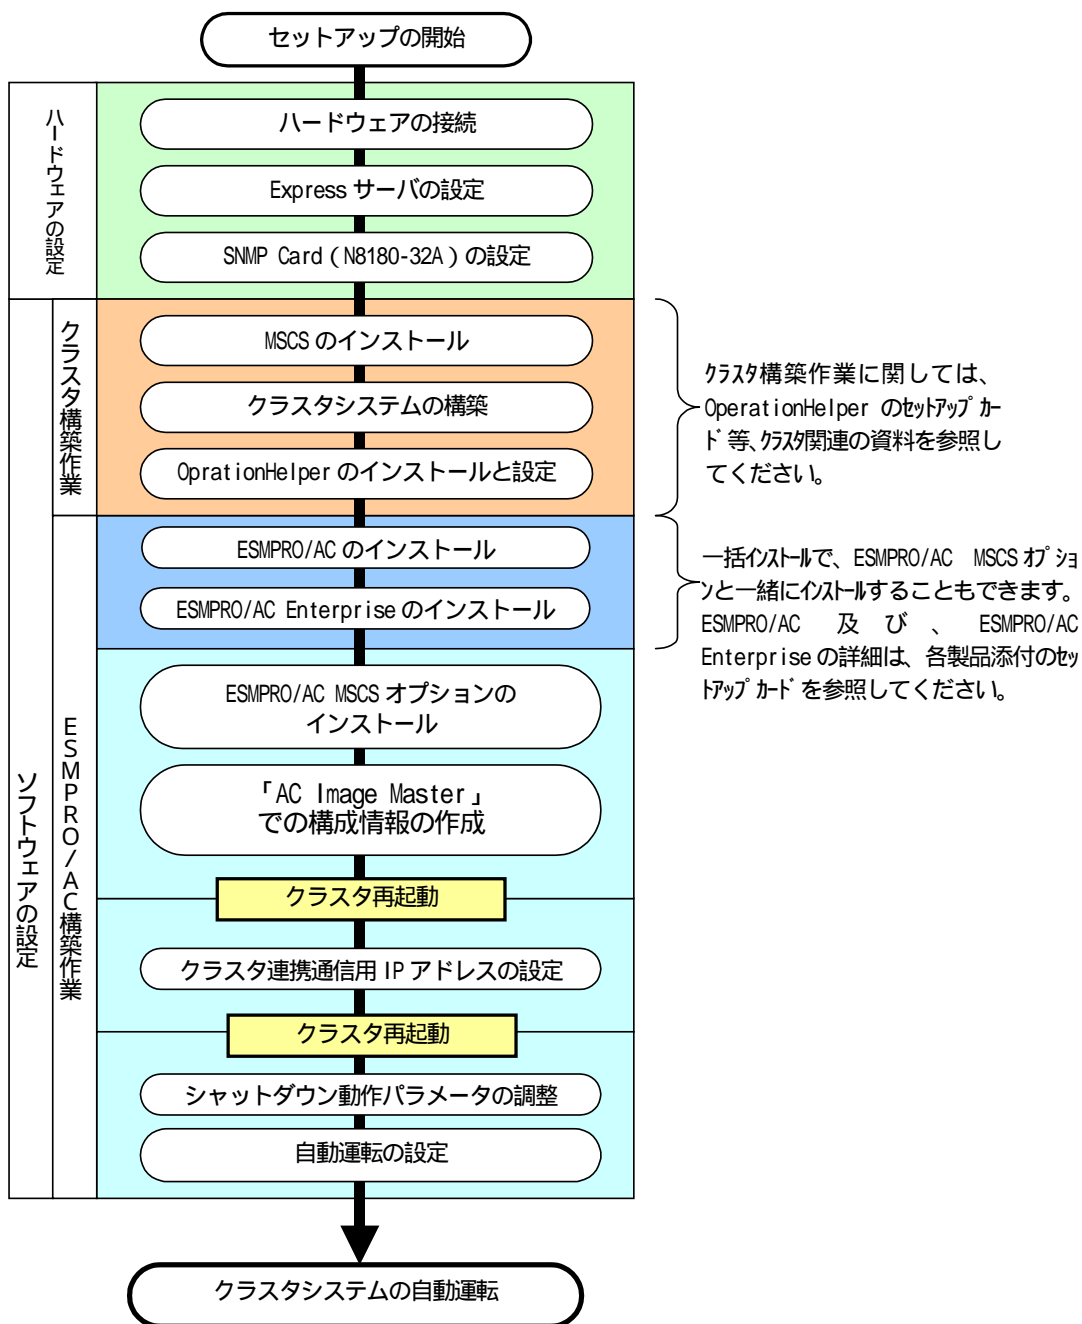 セットアップの開始
ハードウェアの設定
ハードウェアの接続
Express サーバの設定
SNMP Card(N8180-32A)の設定
ソフトウェアの設定
クラスタ構築作業
MSCS のインストール
クラスタシステムの構築
OprationHelper のインストールと設定
クラスタ構築作業に関しては、
OperationHelper のセットアップカー
ド等、クラスタ関連の資料を参照し
てください。
ESMPRO/AC構築作業
ESMPRO/AC のインストール
ESMPRO/AC Enterprise のインストール
一括インストールで、ESMPRO/AC MSCS オプショ
ンと一緒にインストールすることもできます。
ESMPRO/AC 及び、ESMPRO/AC
Enterprise の詳細は、各製品添付のセッ
トアップカードを参照してください。
ESMPRO/AC MSCS オプションの
インストール
「AC Image Master」
での構成情報の作成
クラスタ再起動
クラスタ連携通信用 IP アドレスの設定
クラスタ再起動
シャットダウン動作パラメータの調整
自動運転の設定
クラスタシステムの自動運転